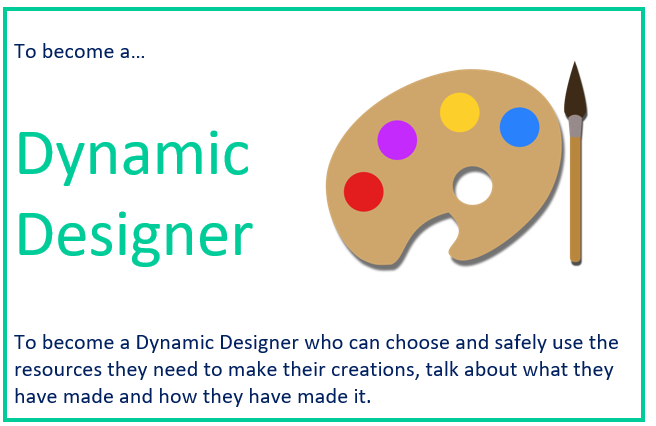 To become a...
Dynamic
Designer
To become a Dynamic Designer who can choose and safely use the
resources they need to make their creations, talk about what they
have made and how they have made it.